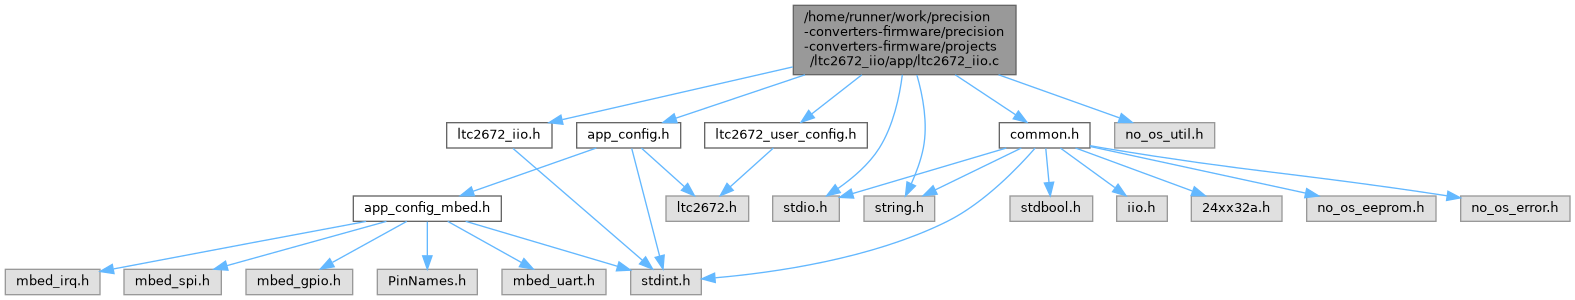 /home/runner/work/precision
-converters-firmware/precision
-converters-firmware/projects
/ltc2672_iio/app/ltc2672_iio.c
ltc2672_iio.h
app_config.h
ltc2672_user_config.h
common.h
no_os_util.h
app_config_mbed.h
ltc2672.h
stdio.h
string.h
stdbool.h
iio.h
24xx32a.h
no_os_eeprom.h
no_os_error.h
mbed_irq.h
mbed_spi.h
mbed_gpio.h
PinNames.h
mbed_uart.h
stdint.h